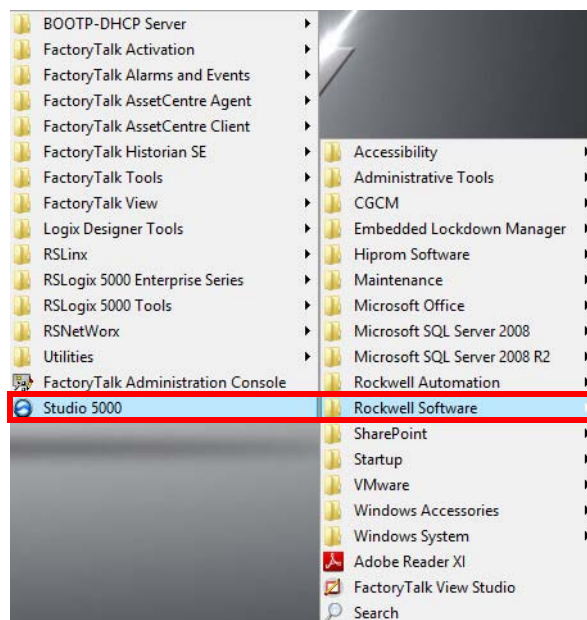 BOOTP-DHCP Server
FactoryTalk Activation
FactoryTalk Alarms and Events
FactoryTalk AssetCentre Agent
FactoryTalk AssetCentre Client
FactoryTalk Historian SE
FactoryTalk Tools
FactoryTalk View
Logix Designer Tools
RSLinx
RSLogix 5000 Enterprise Series
RSLogix 5000 Tools
RSNetWorx
Utilities
FactoryTalk Administration Console
Studio 5000
Accessibility
Administrative Tools
CGCM
Embedded Lockdown Manager
Hiprom Software
Maintenance
Microsoft Office
Microsoft SQL Server 2008
Microsoft SQL Server 2008 R2
Rockwell Automation
Rockwell Software
SharePoint
Startup
VMware
Windows Accessories
Windows System
Adobe Reader XI
FactoryTalk View Studio
Search